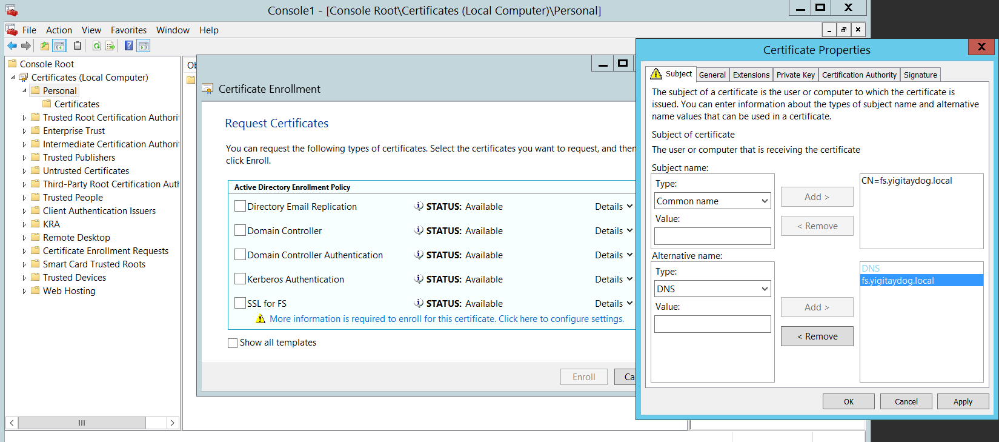 Console1 - [Console Root\Certificates (Local Computer)\Personal]
File Action View Favorites Window Help
Console Root
Certificates (Local Computer)
Personal
Certificates
Trusted Root Certification Authori
Enterprise Trust
Intermediate Certification Authori
Trusted Publishers
Untrusted Certificates
Third-Party Root Certification Auth
Trusted People
Client Authentication Issuers
KRA
Remote Desktop
Certificate Enrollment Requests
Smart Card Trusted Roots
Trusted Devices
Web Hosting
Certificate Enrollment
Request Certificates
You can request the following types of certificates. Select the certificates you want to request, and then
click Enroll.
Active Directory Enrollment Policy
Directory Email Replication STATUS: Available Details
Domain Controller STATUS: Available Details
Domain Controller Authentication STATUS: Available Details
Kerberos Authentication STATUS: Available Details
SSL for FS STATUS: Available Details
More information is required to enroll for this certificate. Click here to configure settings.
Show all templates
Enroll Ca
Certificate Properties
Subject General Extensions Private Key Certification Authority Signature
The subject of a certificate is the user or computer to which the certificate is
issued. You can enter information about the types of subject name and alternative
name values that can be used in a certificate.
Subject of certificate
The user or computer that is receiving the certificate
Subject name:
Type:
Common name
Value:
Add >
< Remove
CN=fs.yigitaydog.local
Alternative name:
Type:
DNS
Value:
Add >
< Remove
DNS
fs.yigitaydog.local
OK Cancel Apply